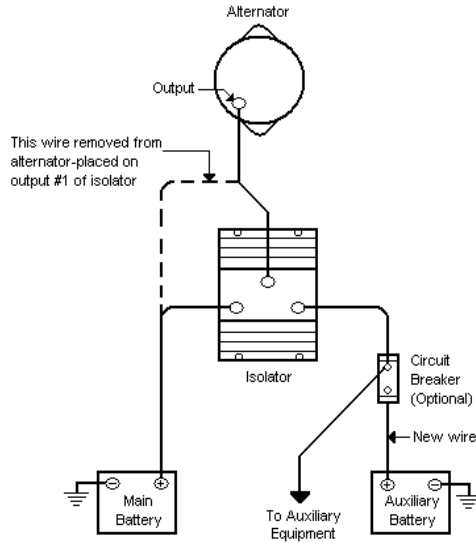 Alternator
Output
This wire removed from
alternator-placed on
output #1 of isolator
Isolator
Circuit
Breaker
(Optional)
New wire
Main
Battery
To Auxiliary
Equipment
Auxiliary
Battery